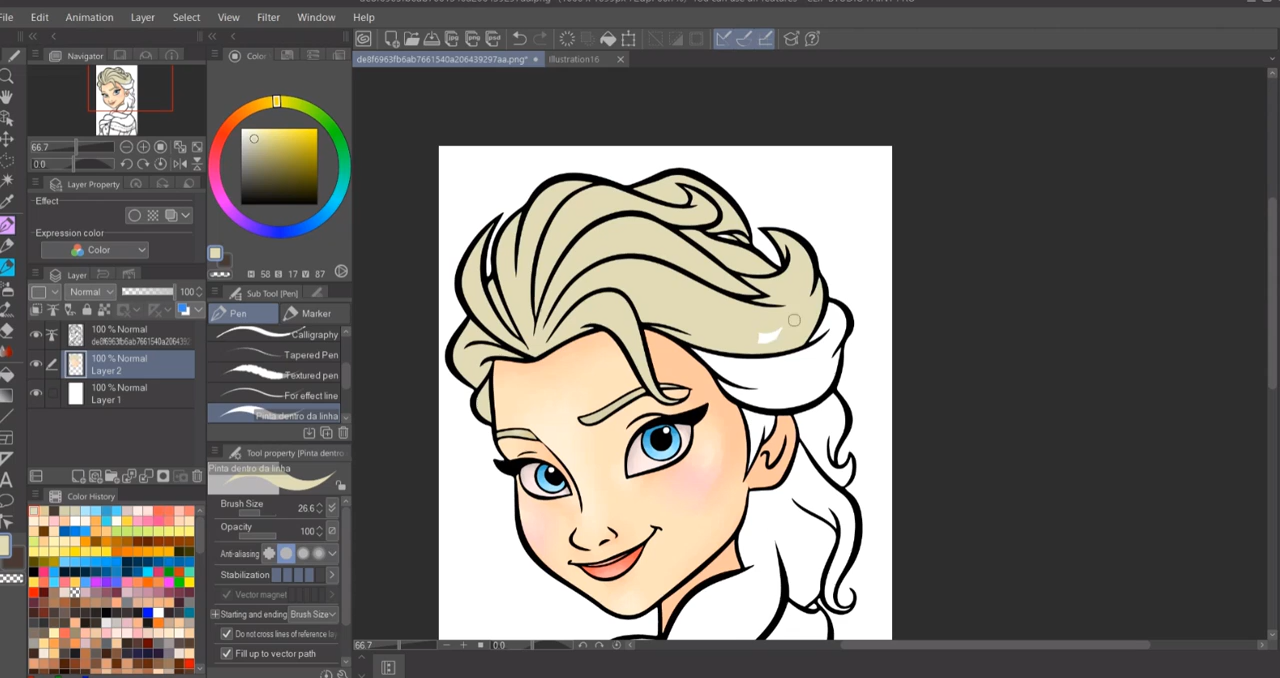 File Edit Animation Layer Select View Filter Window Help
Navigator
Color
de8f6963fb6ab7661540a206439297aa.png*
Illustration16
66.7
0.0
Layer Property
Effect
Expression color
Color
H 58 S 17 V 87
Layer
Normal 100
100 % Normal
de8f6963fb6ab7661540a2064392
100 % Normal
Layer 2
100 % Normal
Layer 1
Sub Tool [Pen]
Pen
Marker
Calligraphy
Tapered Pen
Textured pen
For effect line
Pinta dentro da linha
Tool property [Pinta dentro
Pinta dentro da linha
Brush Size 26.6
Opacity 100
Anti-aliasing
Stabilization
Vector magnet
Starting and ending Brush Size
Do not cross lines of reference lay
Fill up to vector path
Color History
66.7
0.0